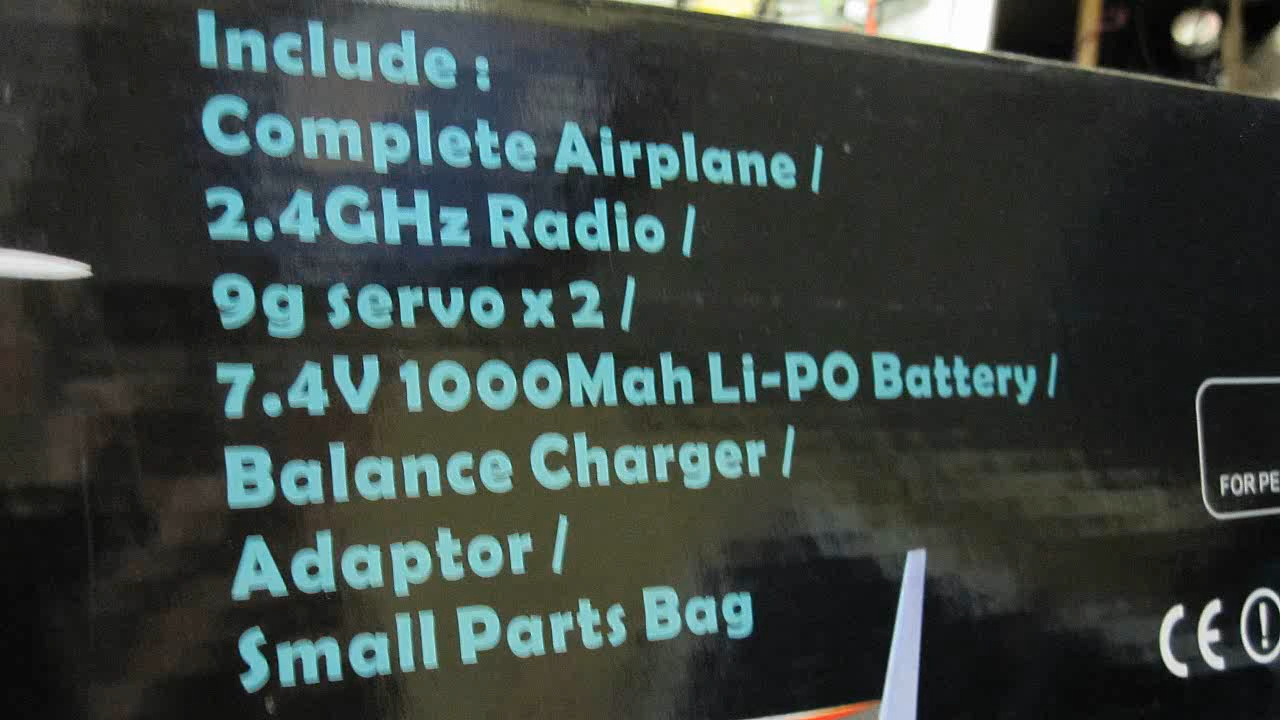 Include :
Complete Airplane /
2.4GHz Radio /
9g servo x 2 /
7.4V 1000Mah Li-PO Battery /
Balance Charger /
Adaptor /
Small Parts Bag
FOR PE
CE